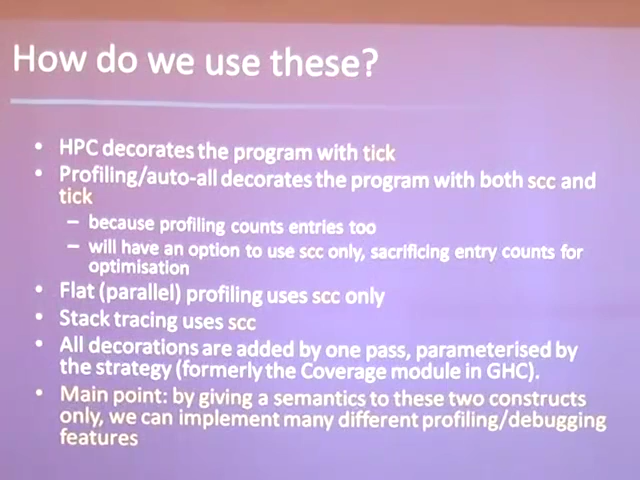 How do we use these?
• HPC decorates the program with tick
• Profiling/auto-all decorates the program with both scc and
tick
– because profiling counts entries too
– will have an option to use scc only, sacrificing entry counts for
optimisation
• Flat (parallel) profiling uses scc only
• Stack tracing uses scc
• All decorations are added by one pass, parameterised by
the strategy (formerly the Coverage module in GHC).
• Main point: by giving a semantics to these two constructs
only, we can implement many different profiling/debugging
features